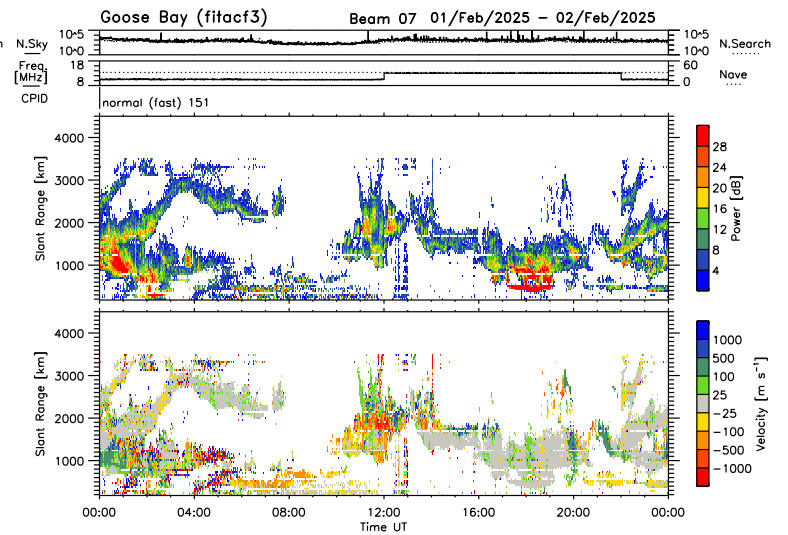 Goose Bay (fitacf3) Beam 07 01/Feb/2025 - 02/Feb/2025
n N.Sky 10^5 10^5 N.Search
10^0 10^0
Freq. 18 60 Nave
[MHz] 8 0
CPID normal (fast) 151
4000
3000
2000
1000
Slant Range [km]
28
24
20
16
12
8
4
Power [dB]
4000
3000
2000
1000
Slant Range [km]
1000
500
100
25
-25
-100
-500
-1000
Velocity [m s⁻¹]
00:00 04:00 08:00 12:00 16:00 20:00 00:00
Time UT